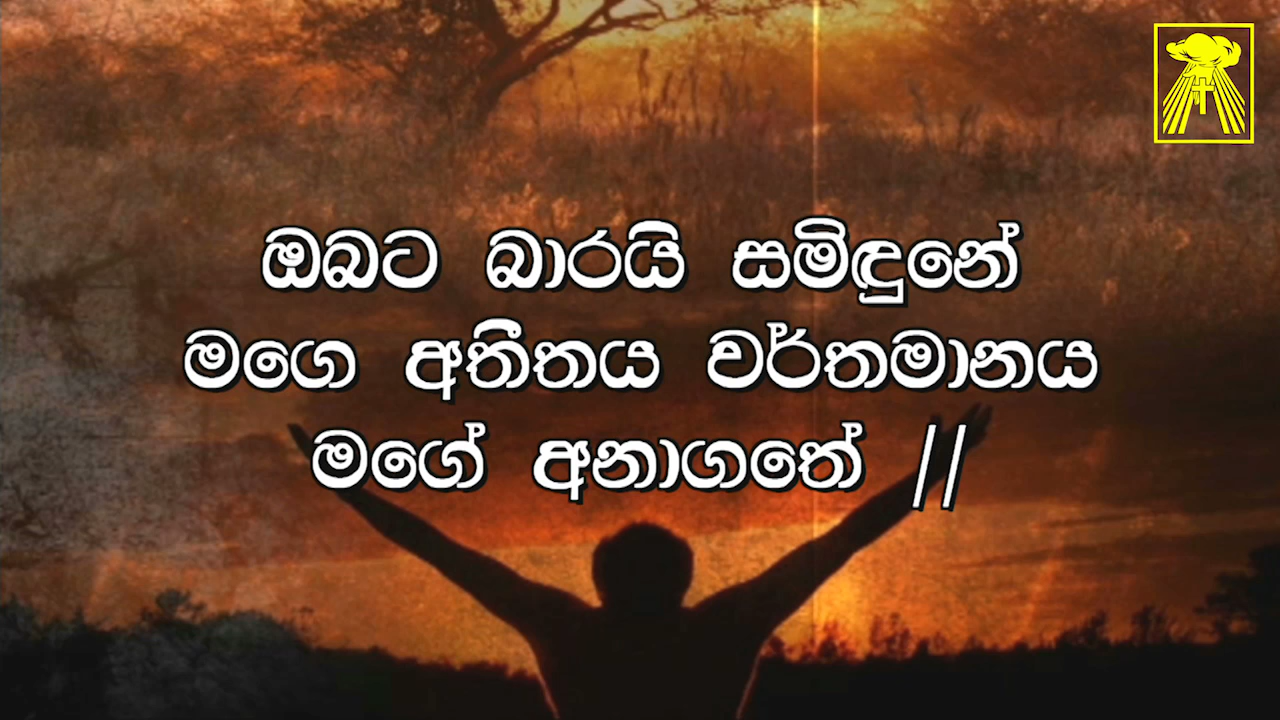 ඔබට බාරයි සමිඳුනේ
මගෙ අතීතය වර්තමානය
මගේ අනාගතේ //